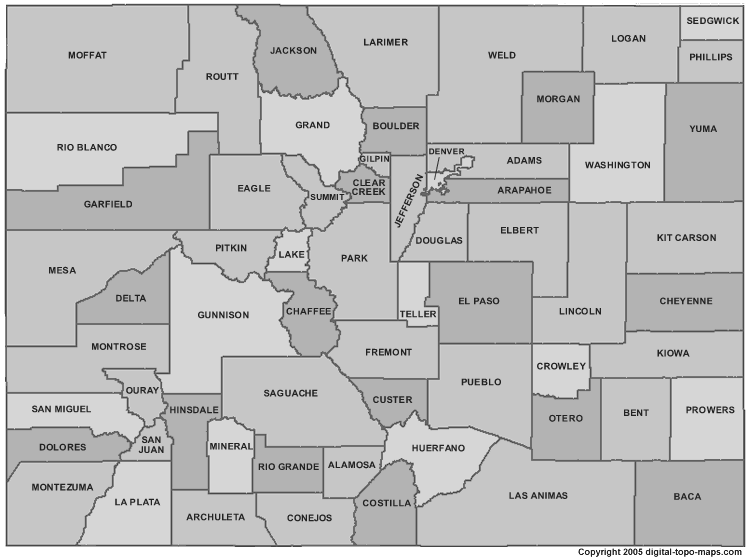 SEDGWICK
LARIMER
LOGAN
JACKSON
MOFFAT
WELD
PHILLIPS
ROUTT
MORGAN
GRAND
BOULDER
YUMA
RIO BLANCO
DENVER
GILPIN
ADAMS
WASHINGTON
EAGLE
CLEAR
CREEK
ARAPAHOE
SUMMIT
JEFFERSON
GARFIELD
ELBERT
KIT CARSON
DOUGLAS
PITKIN
LAKE
PARK
MESA
DELTA
EL PASO
CHEYENNE
GUNNISON
CHAFFEE
TELLER
LINCOLN
MONTROSE
FREMONT
KIOWA
CROWLEY
PUEBLO
OURAY
SAGUACHE
CUSTER
SAN MIGUEL
HINSDALE
PROWERS
BENT
OTERO
DOLORES
SAN
JUAN
MINERAL
HUERFANO
RIO GRANDE
ALAMOSA
MONTEZUMA
LA PLATA
COSTILLA
LAS ANIMAS
BACA
ARCHULETA
CONEJOS
Copyright 2005 digital-topo-maps.com